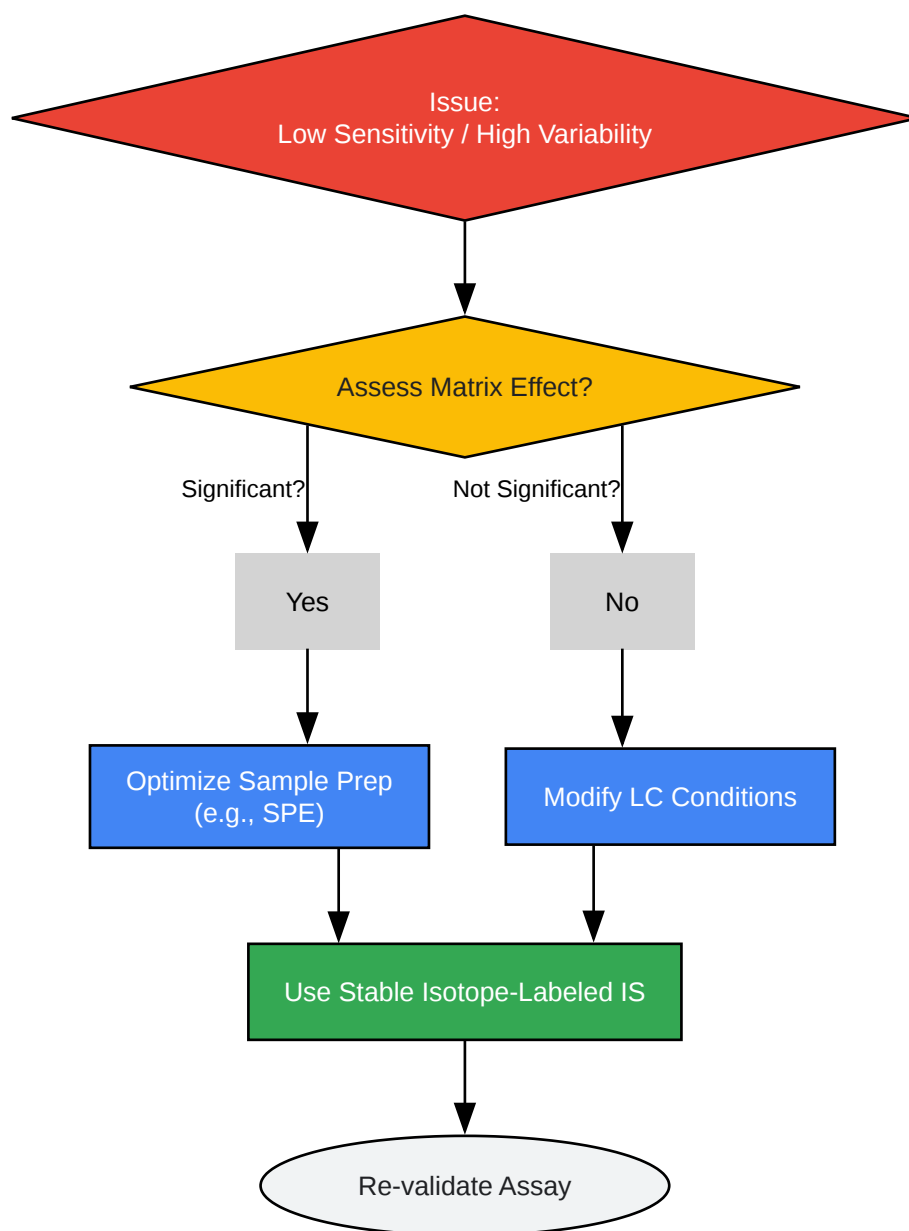 Issue:
Low Sensitivity / High Variability
Assess Matrix Effect?
Significant?
Not Significant?
Yes
No
Optimize Sample Prep
(e.g., SPE)
Modify LC Conditions
Use Stable Isotope-Labeled IS
Re-validate Assay